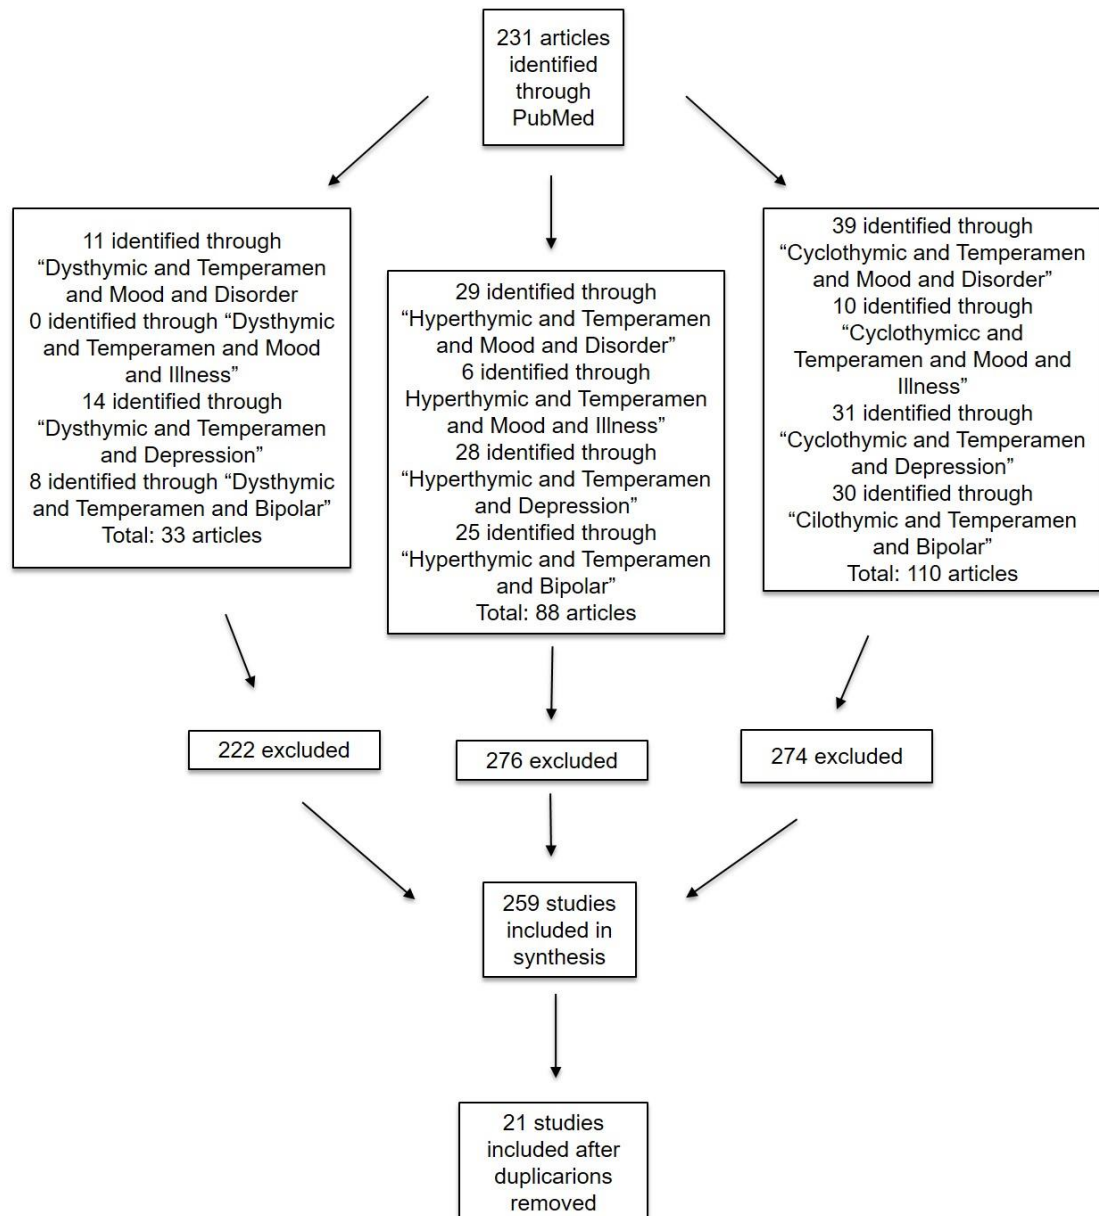 231 articles
identified
through
PubMed
11 identified through
“Dysthymic and Temperamen
and Mood and Disorder
0 identified through “Dysthymic
and Temperamen and Mood
and Illness”
14 identified through
“Dysthymic and Temperamen
and Depression”
8 identified through “Dysthymic
and Temperamen and Bipolar”
Total: 33 articles
29 identified through
“Hyperthymic and Temperamen
and Mood and Disorder”
6 identified through
Hyperthymic and Temperamen
and Mood and Illness”
28 identified through
“Hyperthymic and Temperamen
and Depression”
25 identified through
“Hyperthymic and Temperamen
and Bipolar”
Total: 88 articles
39 identified through
“Cyclothymic and Temperamen
and Mood and Disorder”
10 identified through
“Cyclothymicc and
Temperamen and Mood and
Illness”
31 identified through
“Cyclothymic and Temperamen
and Depression”
30 identified through
“Cilothymic and Temperamen
and Bipolar”
Total: 110 articles
222 excluded
276 excluded
274 excluded
259 studies
included in
synthesis
21 studies
included after
duplicarions
removed